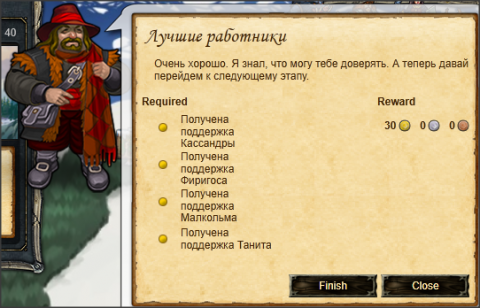 40
Лучшие работники
Очень хорошо. Я знал, что могу тебе доверять. А теперь давай
перейдем к следующему этапу.
Required
Reward
30 0 0
Получена
поддержка
Кассандры
Получена
поддержка
Фиригоса
Получена
поддержка
Малкольма
Получена
поддержка Танита
Finish
Close